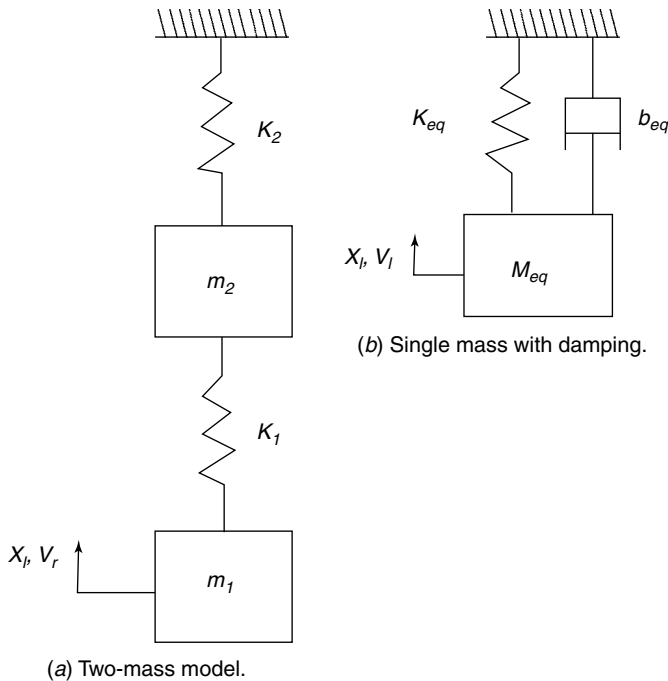 K2
m2
K1
Xl, Vr
m1
(a) Two-mass model.
Keq
beq
Xl, Vl
Meq
(b) Single mass with damping.